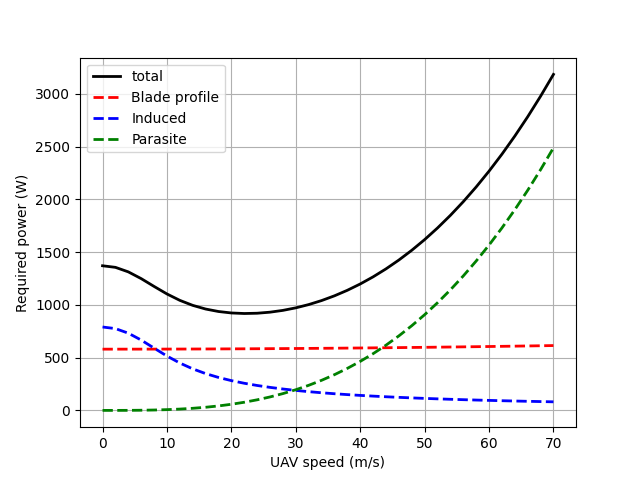 total
Blade profile
Induced
Parasite
3000
2500
2000
1500
1000
500
0
Required power (W)
0 10 20 30 40 50 60 70
UAV speed (m/s)